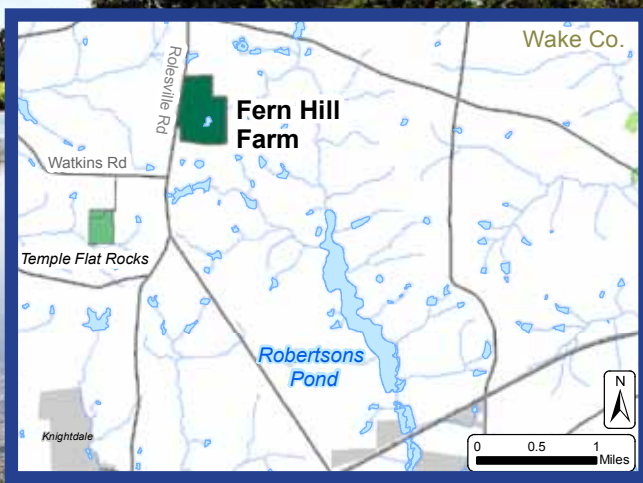 Wake Co.
Rolesville Rd
Fern Hill
Farm
Watkins Rd
Temple Flat Rocks
Robertsons
Pond
Knightdale
N
0 0.5 1
Miles